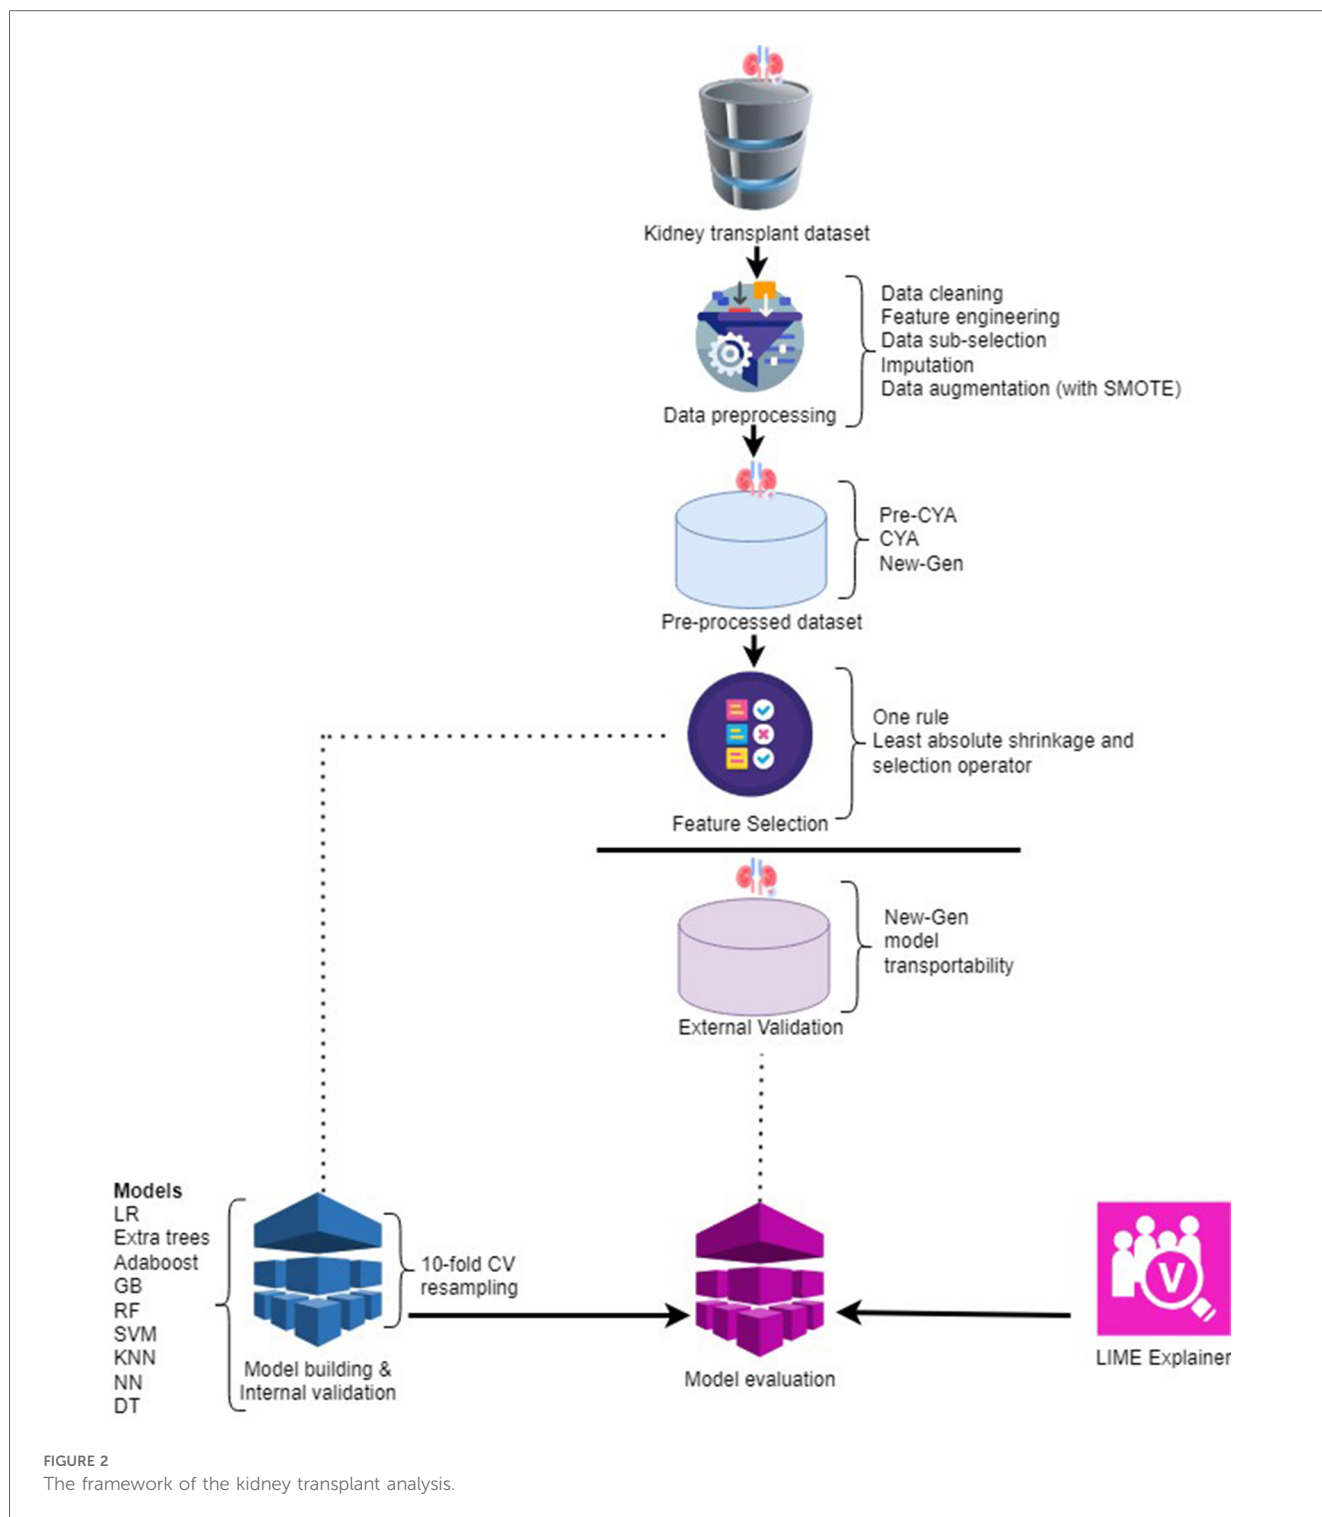 Kidney transplant dataset
Data cleaning
Feature engineering
Data sub-selection
Imputation
Data augmentation (with SMOTE)
Data preprocessing
Pre-CYA
CYA
New-Gen
Pre-processed dataset
One rule
Least absolute shrinkage and
selection operator
Feature Selection
New-Gen
model
transportability
External Validation
Models
LR
Extra trees
Adaboost
GB
RF
SVM
KNN
NN
DT
10-fold CV
resampling
Model building &
Internal validation
Model evaluation
V
LIME Explainer
FIGURE 2
The framework of the kidney transplant analysis.